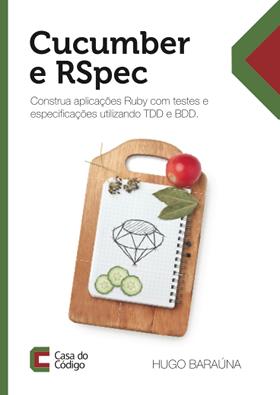 Cucumber
e RSpec
Construa aplicações Ruby com testes e
especificações utilizando TDD e BDD.
Casa do
Código
HUGO BARAÚNA